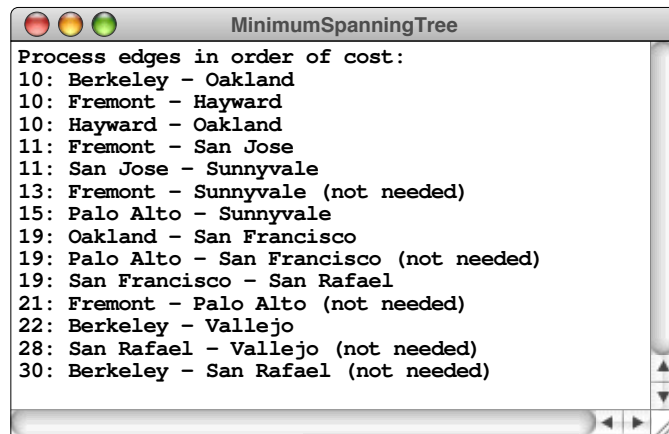 MinimumSpanningTree
Process edges in order of cost:
10: Berkeley - Oakland
10: Fremont - Hayward
10: Hayward - Oakland
11: Fremont - San Jose
11: San Jose - Sunnyvale
13: Fremont - Sunnyvale (not needed)
15: Palo Alto - Sunnyvale
19: Oakland - San Francisco
19: Palo Alto - San Francisco (not needed)
19: San Francisco - San Rafael
21: Fremont - Palo Alto (not needed)
22: Berkeley - Vallejo
28: San Rafael - Vallejo (not needed)
30: Berkeley - San Rafael (not needed)